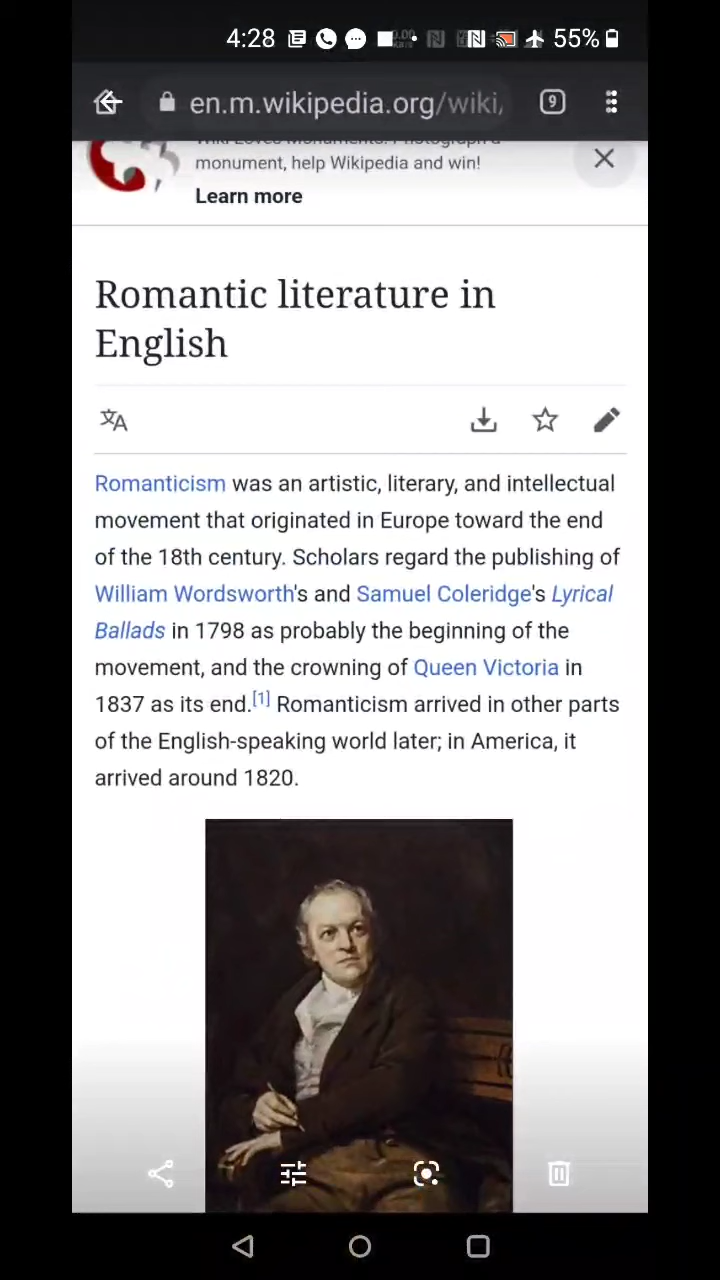 4:28 55%
en.m.wikipedia.org/wiki, 9
monument, help Wikipedia and win!
Learn more
Romantic literature in
English
Romanticism was an artistic, literary, and intellectual
movement that originated in Europe toward the end
of the 18th century. Scholars regard the publishing of
William Wordsworth's and Samuel Coleridge's Lyrical
Ballads in 1798 as probably the beginning of the
movement, and the crowning of Queen Victoria in
1837 as its end.[1] Romanticism arrived in other parts
of the English-speaking world later; in America, it
arrived around 1820.